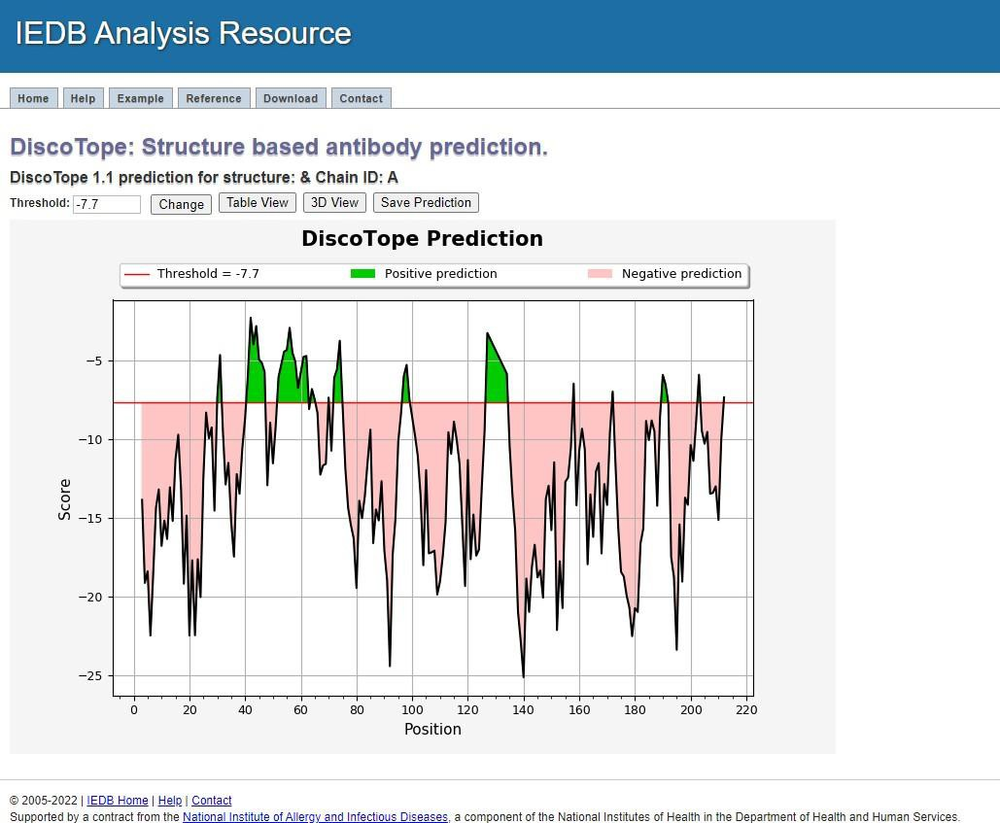 IEDB Analysis Resource
Home Help Example Reference Download Contact
DiscoTope: Structure based antibody prediction.
DiscoTope 1.1 prediction for structure: & Chain ID: A
Threshold: -7.7 Change Table View 3D View Save Prediction
DiscoTope Prediction
Threshold = -7.7 Positive prediction Negative prediction
−5
−10
−15
−20
−25
Score
0 20 40 60 80 100 120 140 160 180 200 220
Position
© 2005-2022 | IEDB Home | Help | Contact
Supported by a contract from the National Institute of Allergy and Infectious Diseases, a component of the National Institutes of Health in the Department of Health and Human Services.